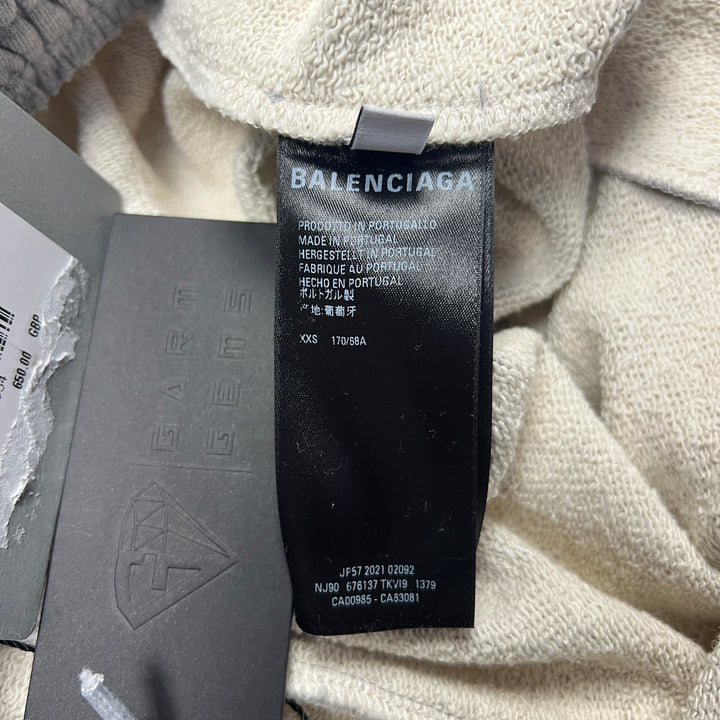 BALENCIAGA
PRODOTTO IN PORTOGALLO
MADE IN PORTUGAL
HERGESTELLT IN PORTUGAL
FABRIQUE AU PORTUGAL
HECHO EN PORTUGAL
ポルトガル製
产地:葡萄牙
XXS 170/68A
JP57 2021 02092
NJ90 676137 TKVI9 1379
CA00985 - CA63081
GARM
GEMS
650.00 GBP